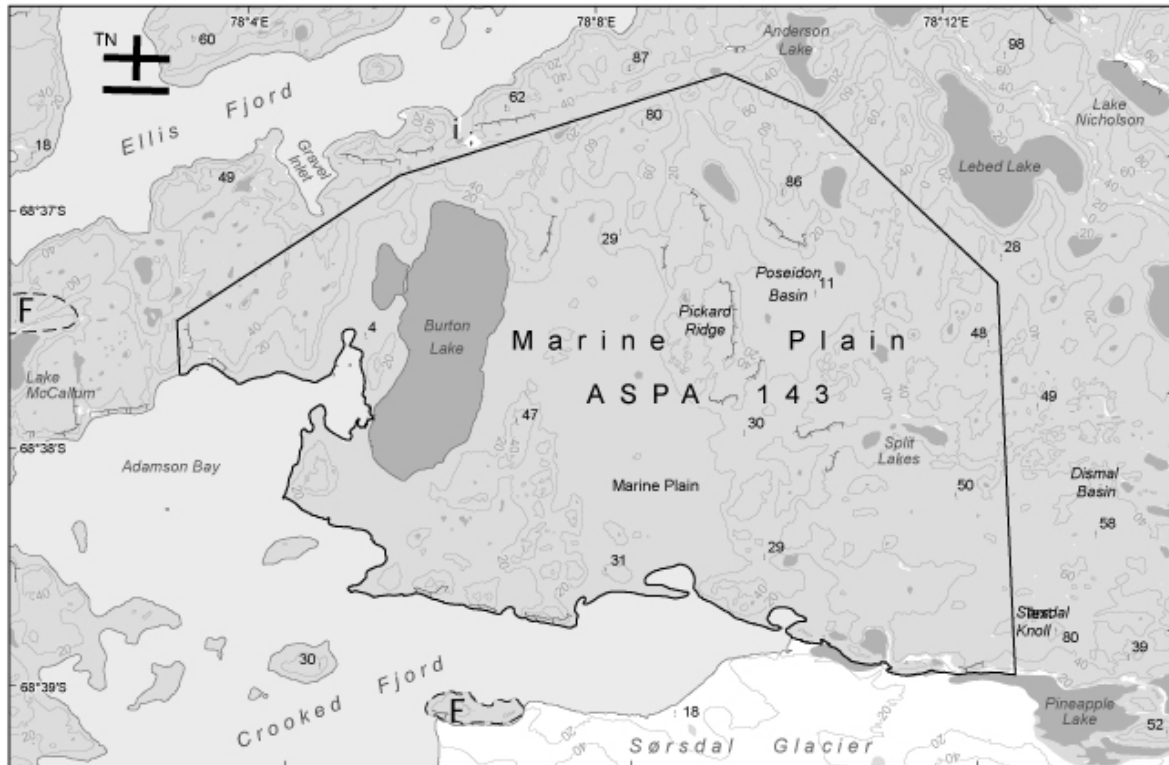 78°4'E
78°8'E
78°12'E
TN
60
Anderson
Lake
98
87
62
80
Ellis Fjord
i
Lake
Nicholson
18
Gravel
Inlet
Lebed Lake
49
86
68°37'S
29
28
Poseidon
Basin
11
F
Pickard
Ridge
4
Burton
Lake
Marine Plain
48
Lake
McCallum
ASPA 143
49
47
30
68°38'S
Split
Lakes
Adamson Bay
Dismal
Basin
Marine Plain
50
58
29
31
Knoll
80
39
30
68°39'S
Crooked Fjord
F
18
Pineapple
Lake
52
Sørsdal Glacier
20
40
60